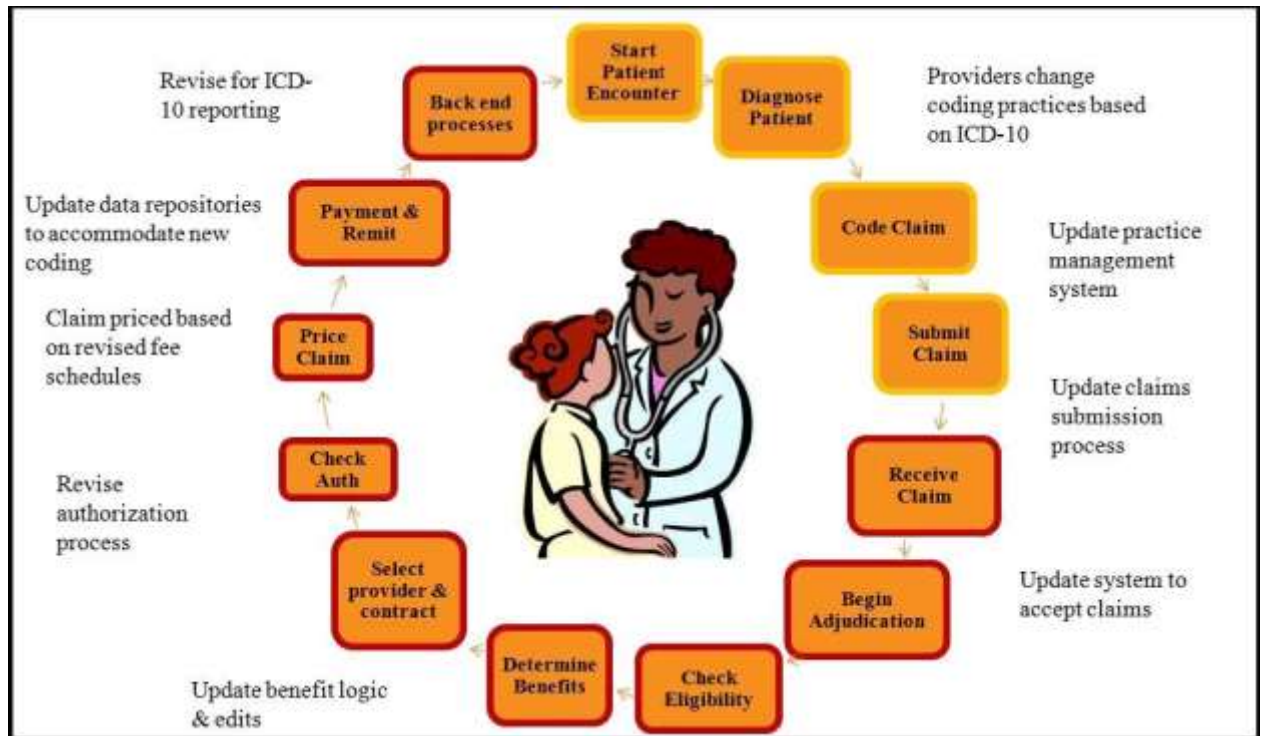 Start
Patient
Encounter
Diagnose
Patient
Providers change
coding practices based
on ICD-10
Code Claim
Update practice
management
system
Submit
Claim
Update claims
submission
process
Receive
Claim
Update system to
accept claims
Begin
Adjudication
Check
Eligibility
Determine
Benefits
Update benefit logic
& edits
Select
provider &
contract
Revise
authorization
process
Check
Auth
Claim priced based
on revised fee
schedules
Price
Claim
Update data repositories
to accommodate new
coding
Payment &
Remit
Revise for ICD-
10 reporting
Back end
processes